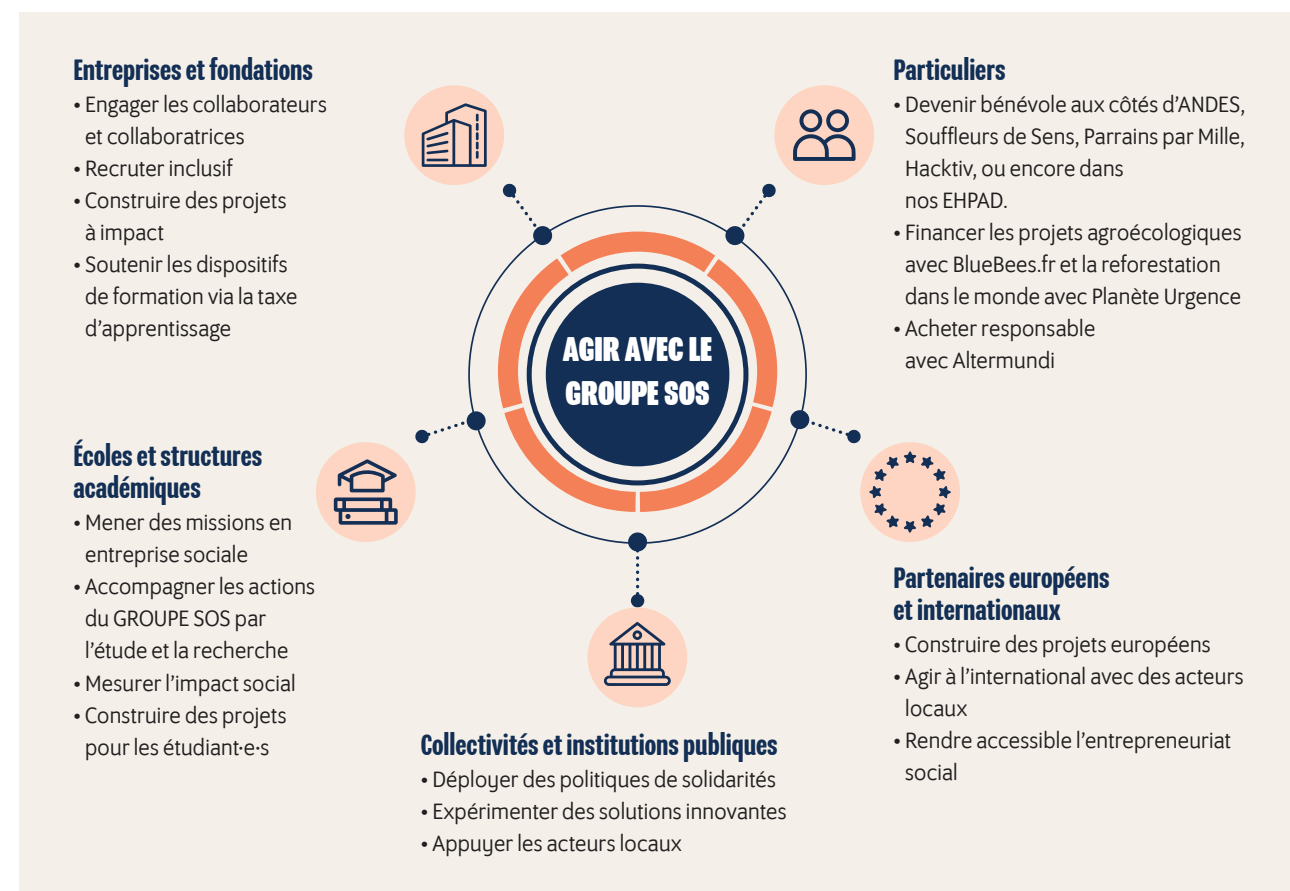 Entreprises et fondations
• Engager les collaborateurs
et collaboratrices
• Recruter inclusif
• Construire des projets
à impact
• Soutenir les dispositifs
de formation via la taxe
d’apprentissage
Particuliers
• Devenir bénévole aux côtés d’ANDES,
Souffleurs de Sens, Parrains par Mille,
Hacktiv, ou encore dans
nos EHPAD.
• Financer les projets agroécologiques
avec BlueBees.fr et la reforestation
dans le monde avec Planète Urgence
• Acheter responsable
avec Altermundi
AGIR AVEC LE
GROUPE SOS
Écoles et structures
académiques
• Mener des missions en
entreprise sociale
• Accompagner les actions
du GROUPE SOS par
l’étude et la recherche
• Mesurer l’impact social
• Construire des projets
pour les étudiant·e·s
Collectivités et institutions publiques
• Déployer des politiques de solidarités
• Expérimenter des solutions innovantes
• Appuyer les acteurs locaux
Partenaires européens
et internationaux
• Construire des projets européens
• Agir à l’international avec des acteurs
locaux
• Rendre accessible l’entrepreneuriat
social